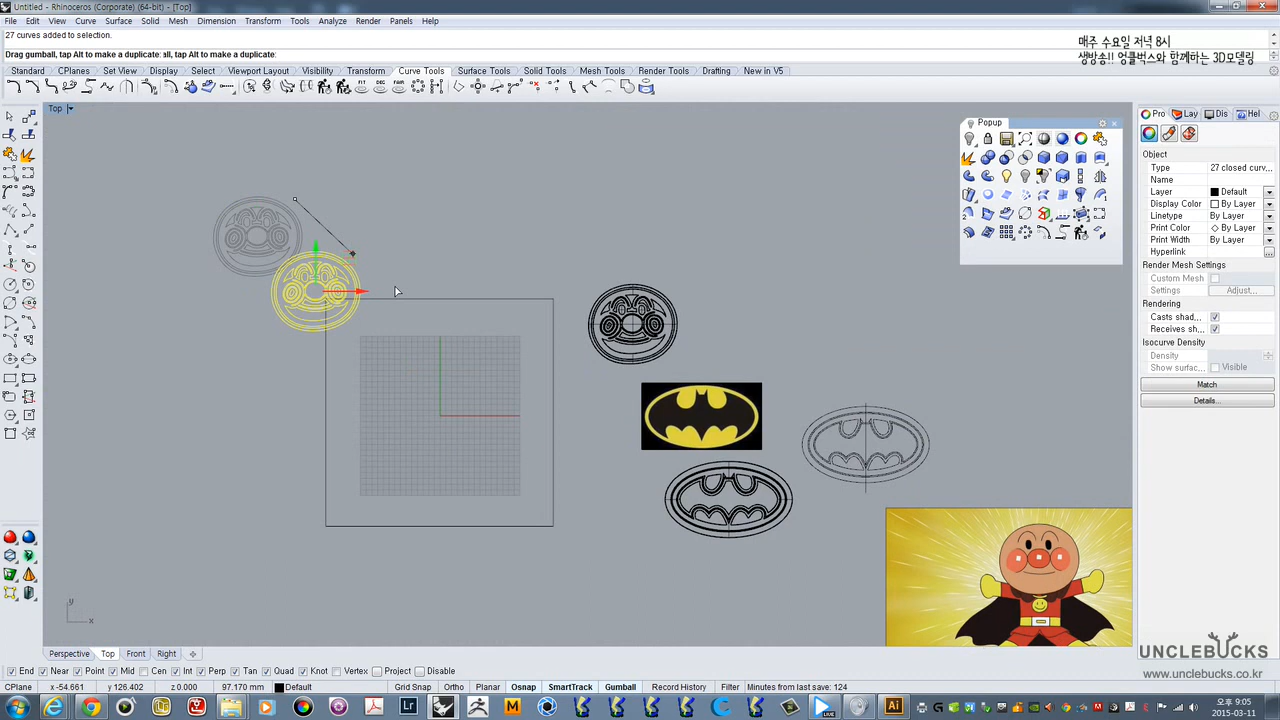 Untitled - Rhinoceros (Corporate) (64-bit) - [Top]
File Edit View Curve Surface Solid Mesh Dimension Transform Tools Analyze Render Panels Help
27 curves added to selection.
Drag gumball, tap Alt to make a duplicate: all, tap Alt to make a duplicate:
매주 수요일 저녁 8시
생방송!! 엉클벅스와 함께하는 3D모델링
Standard CPlanes Set View Display Select Viewport Layout Visibility Transform Curve Tools Surface Tools Solid Tools Mesh Tools Render Tools Drafting New in V5
Top
Popup
Pro Lay Dis Hel
Object
Type 27 closed curv...
Name
Layer Default
Display Color By Layer
Linetype By Layer
Print Color By Layer
Print Width By Layer
Hyperlink
Render Mesh Settings
Custom Mesh
Settings Adjust...
Rendering
Casts shad...
Receives sh...
Isocurve Density
Density
Show surfac... Visible
Match
Details...
y
x
UNCLEBUCKS
www.unclebucks.co.kr
Perspective Top Front Right
End Near Point Mid Cen Int Perp Tan Quad Knot Vertex Project Disable
CPlane x -54.661 y 126.402 z 0.000 97.170 mm Default Grid Snap Ortho Planar Osnap SmartTrack Gumball Record History Filter Minutes from last save: 124
Lr M LIVE Ai
오후 9:05
2015-03-11